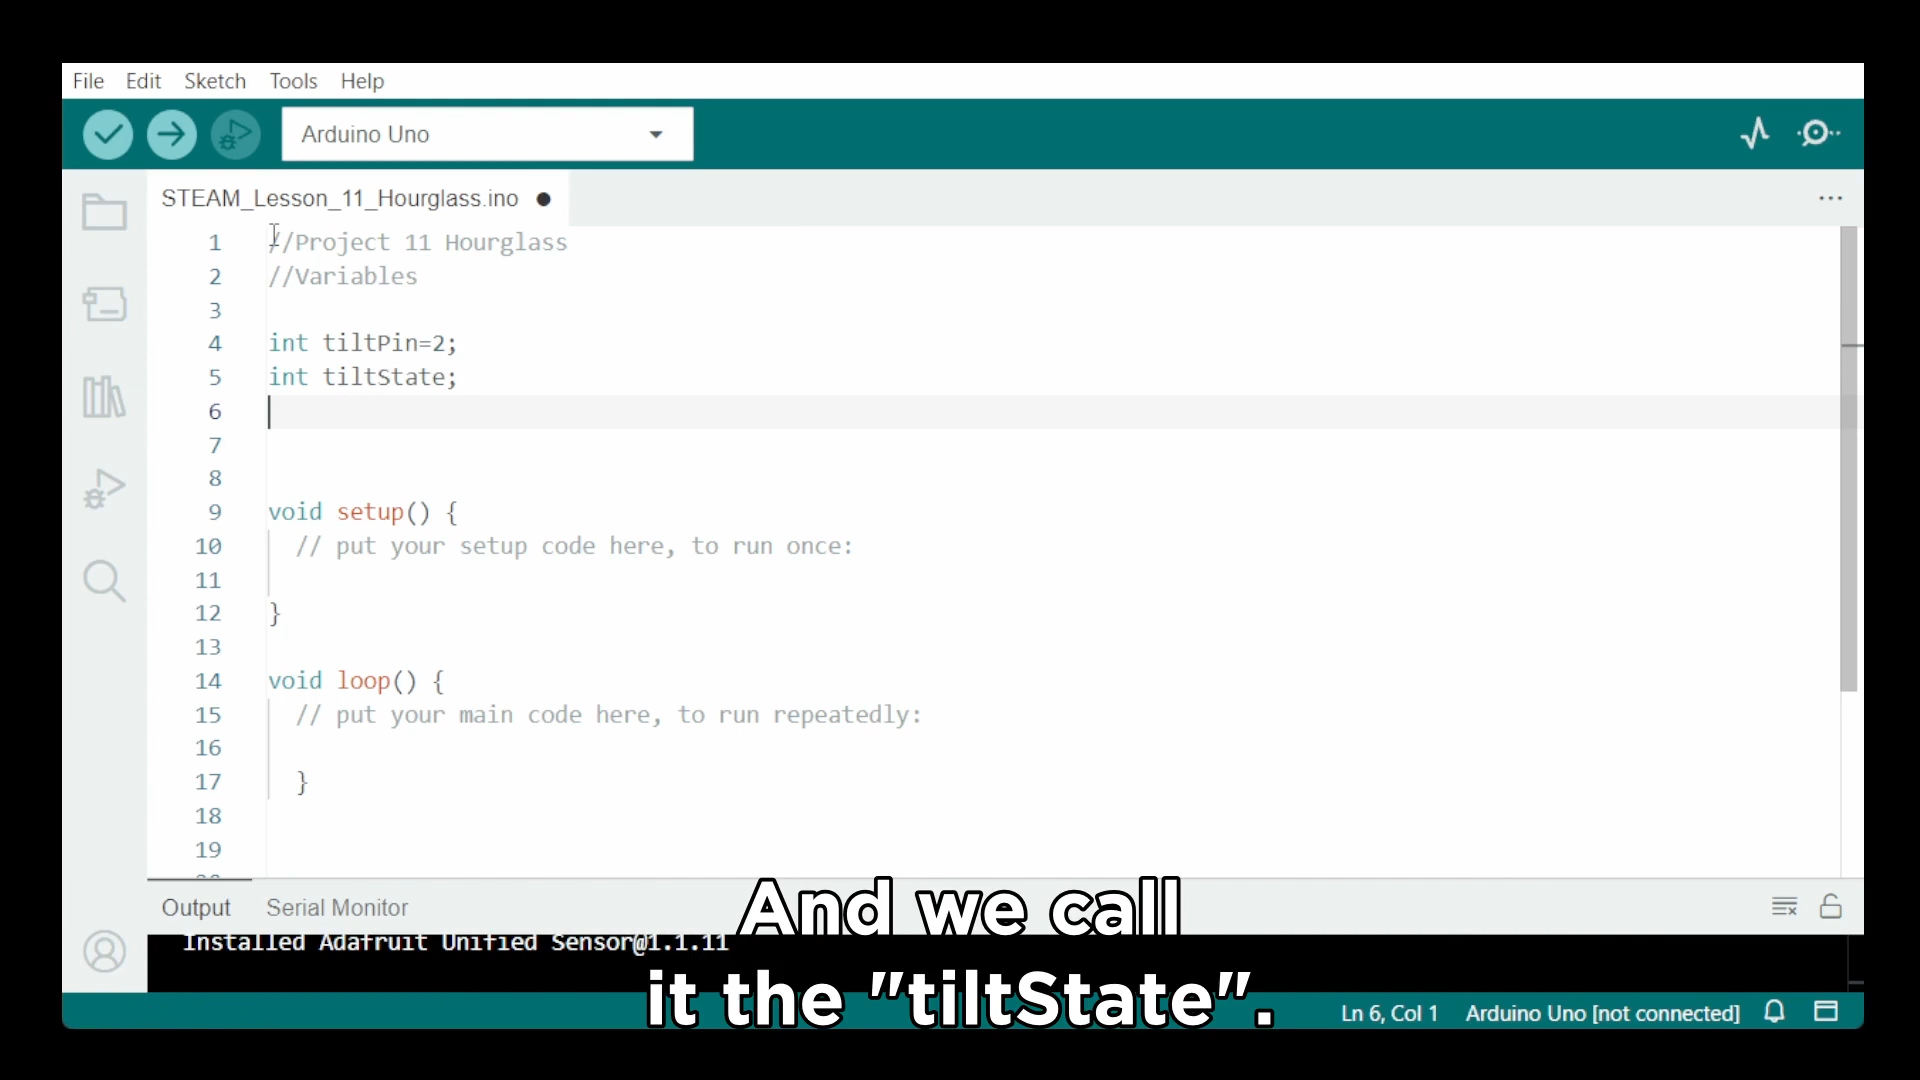 File Edit Sketch Tools Help
Arduino Uno
STEAM_Lesson_11_Hourglass.ino
1 //Project 11 Hourglass
2 //Variables
3
4 int tiltPin=2;
5 int tiltState;
6
7
8
9 void setup() {
10 // put your setup code here, to run once:
11
12 }
13
14 void loop() {
15 // put your main code here, to run repeatedly:
16
17 }
18
19
Output Serial Monitor
Installed Adafruit Unified Sensor@1.1.11
And we call
it the "tiltState".
Ln 6, Col 1 Arduino Uno [not connected]